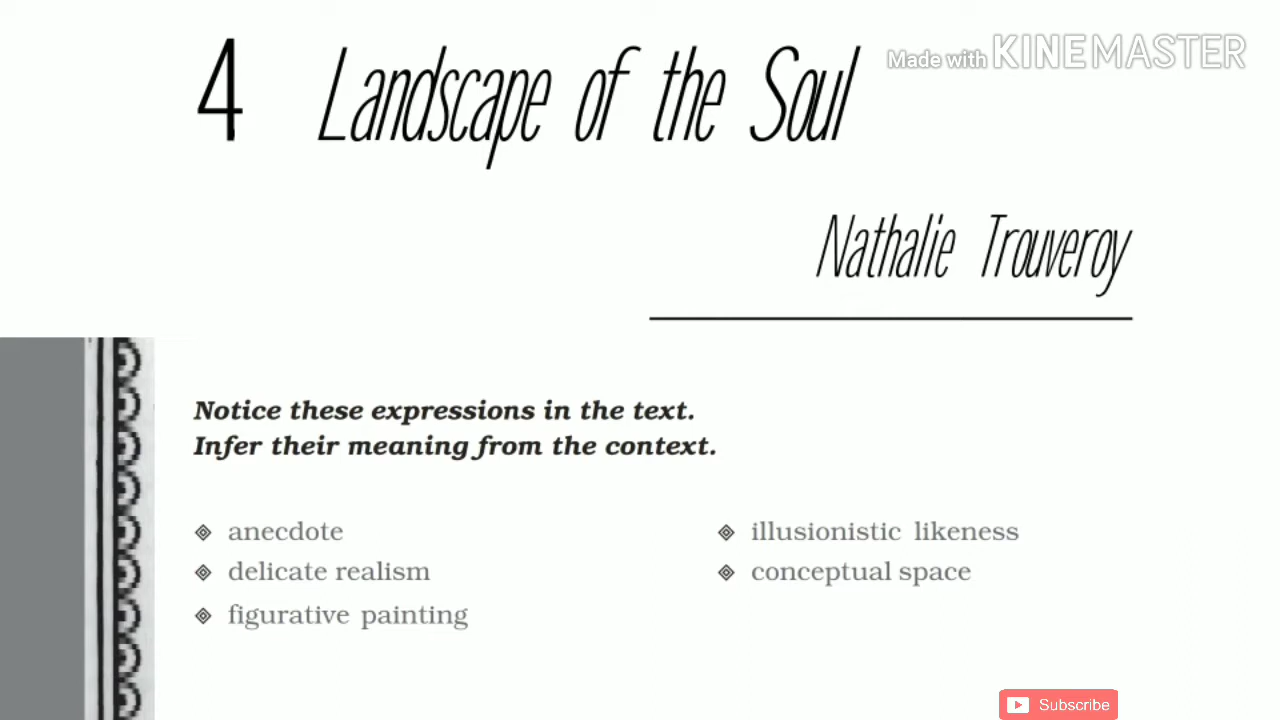 4 Landscape of the Soul
Made with KINEMASTER
Nathalie Trouveroy
Notice these expressions in the text.
Infer their meaning from the context.
anecdote
delicate realism
figurative painting
illusionistic likeness
conceptual space
Subscribe